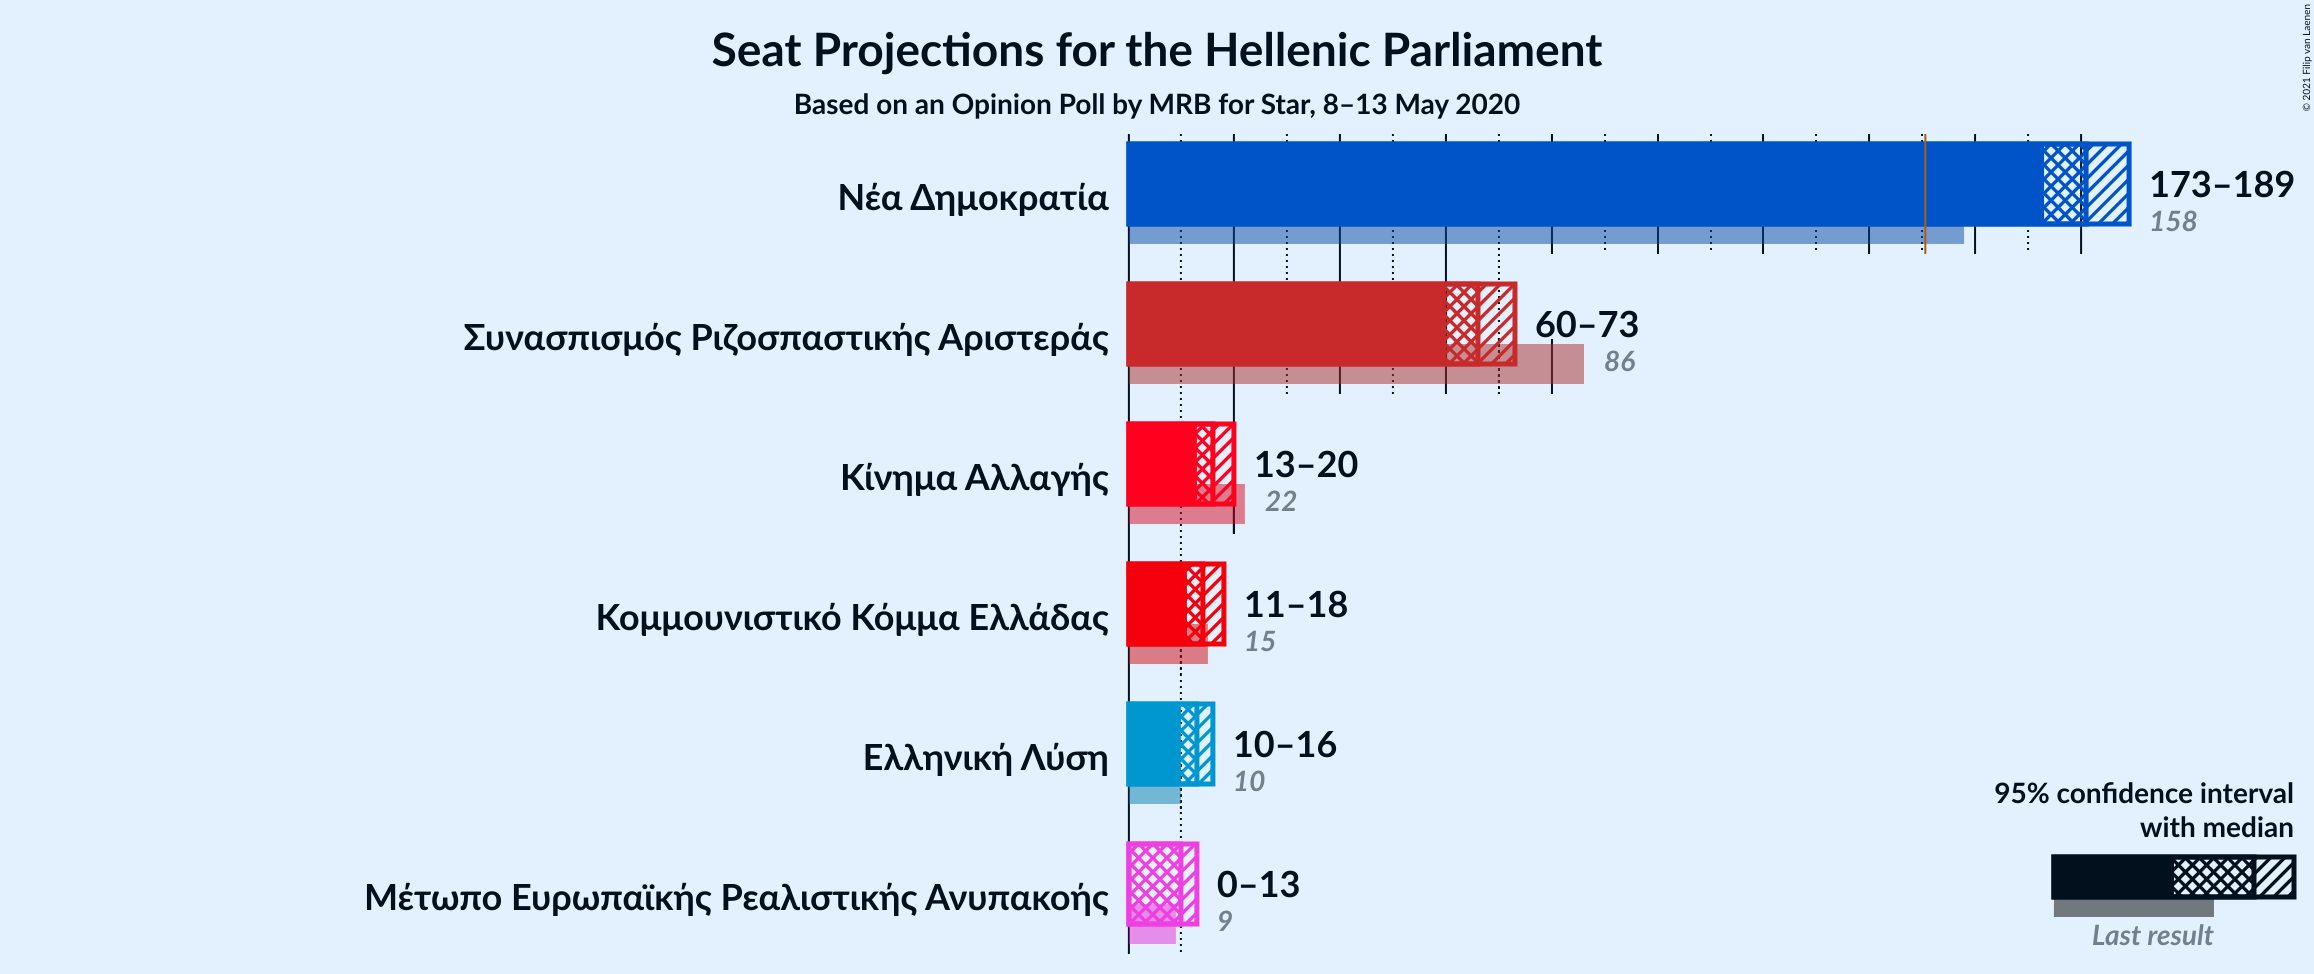 Seat Projections for the Hellenic Parliament
Based on an Opinion Poll by MRB for Star, 8–13 May 2020
© 2021 Filip van Laenen
Νέα Δημοκρατία
173–189
158
Συνασπισμός Ριζοσπαστικής Αριστεράς
60–73
86
Κίνημα Αλλαγής
13–20
22
Κομμουνιστικό Κόμμα Ελλάδας
11–18
15
Ελληνική Λύση
10–16
10
Μέτωπο Ευρωπαϊκής Ρεαλιστικής Ανυπακοής
0–13
9
95% confidence interval
with median
Last result